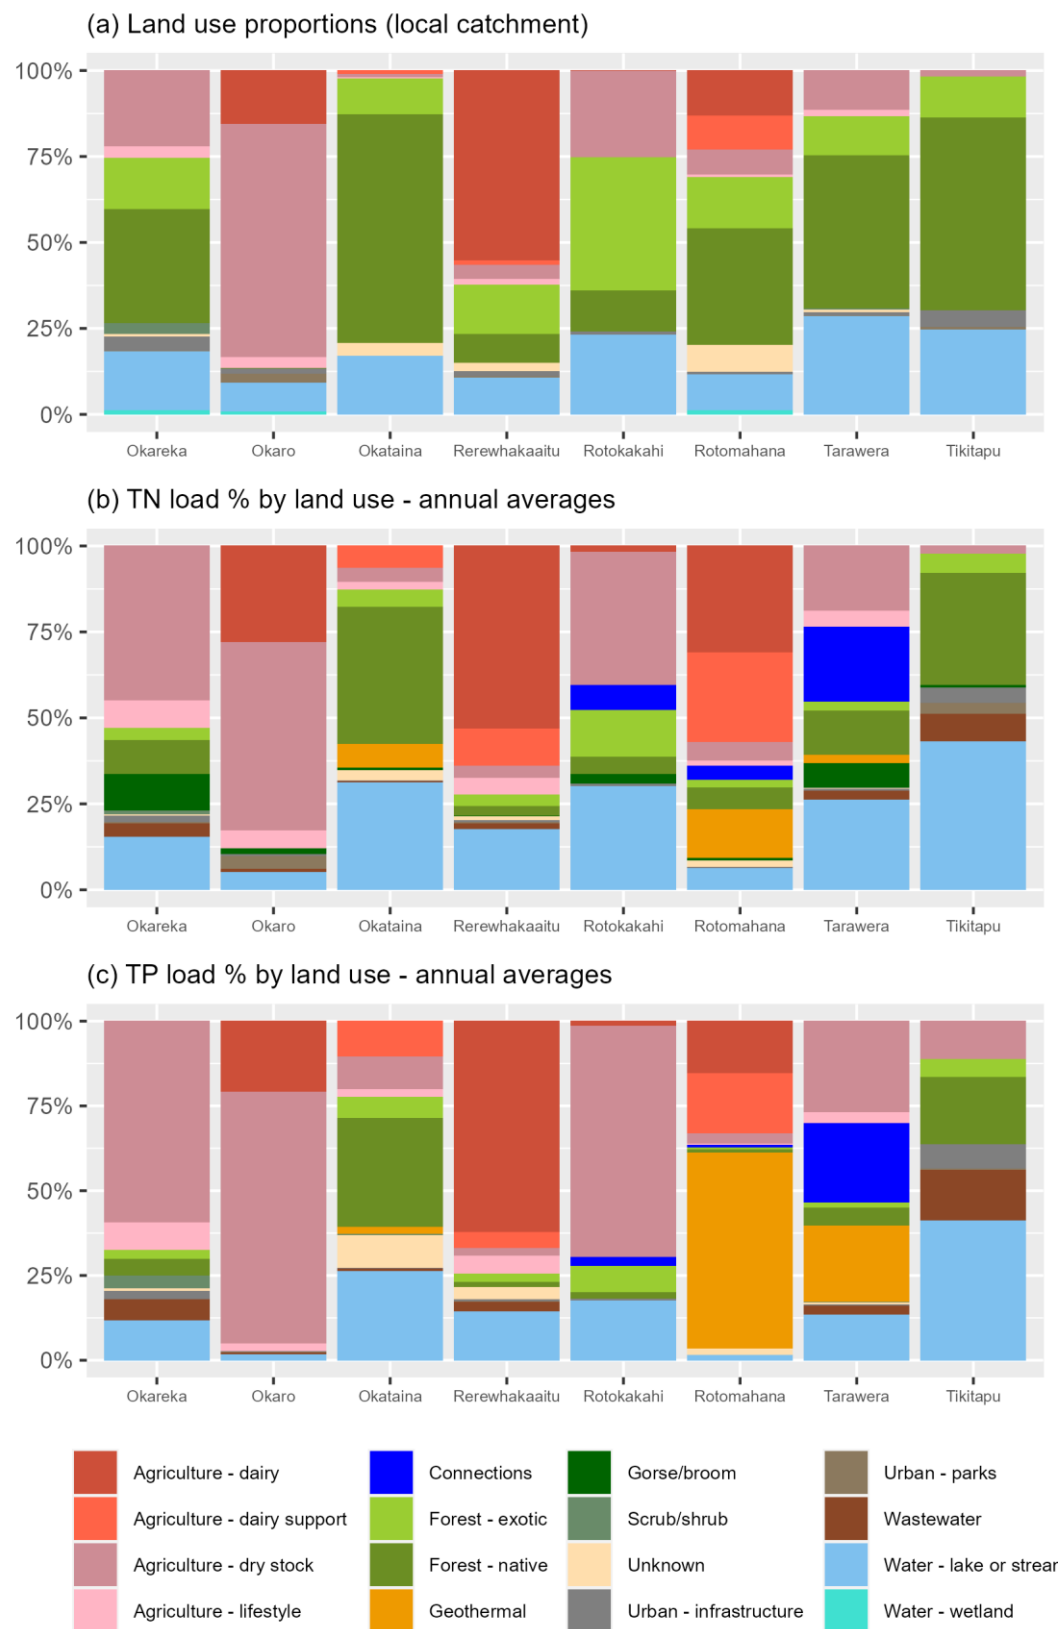 (a) Land use proportions (local catchment)
100%
75%
50%
25%
0%
Okareka Okaro Okataina Rerewhakaaitu Rotokakahi Rotomahana Tarawera Tikitapu
(b) TN load % by land use - annual averages
100%
75%
50%
25%
0%
Okareka Okaro Okataina Rerewhakaaitu Rotokakahi Rotomahana Tarawera Tikitapu
(c) TP load % by land use - annual averages
100%
75%
50%
25%
0%
Okareka Okaro Okataina Rerewhakaaitu Rotokakahi Rotomahana Tarawera Tikitapu
Agriculture - dairy Connections Gorse/broom Urban - parks
Agriculture - dairy support Forest - exotic Scrub/shrub Wastewater
Agriculture - dry stock Forest - native Unknown Water - lake or strear
Agriculture - lifestyle Geothermal Urban - infrastructure Water - wetland